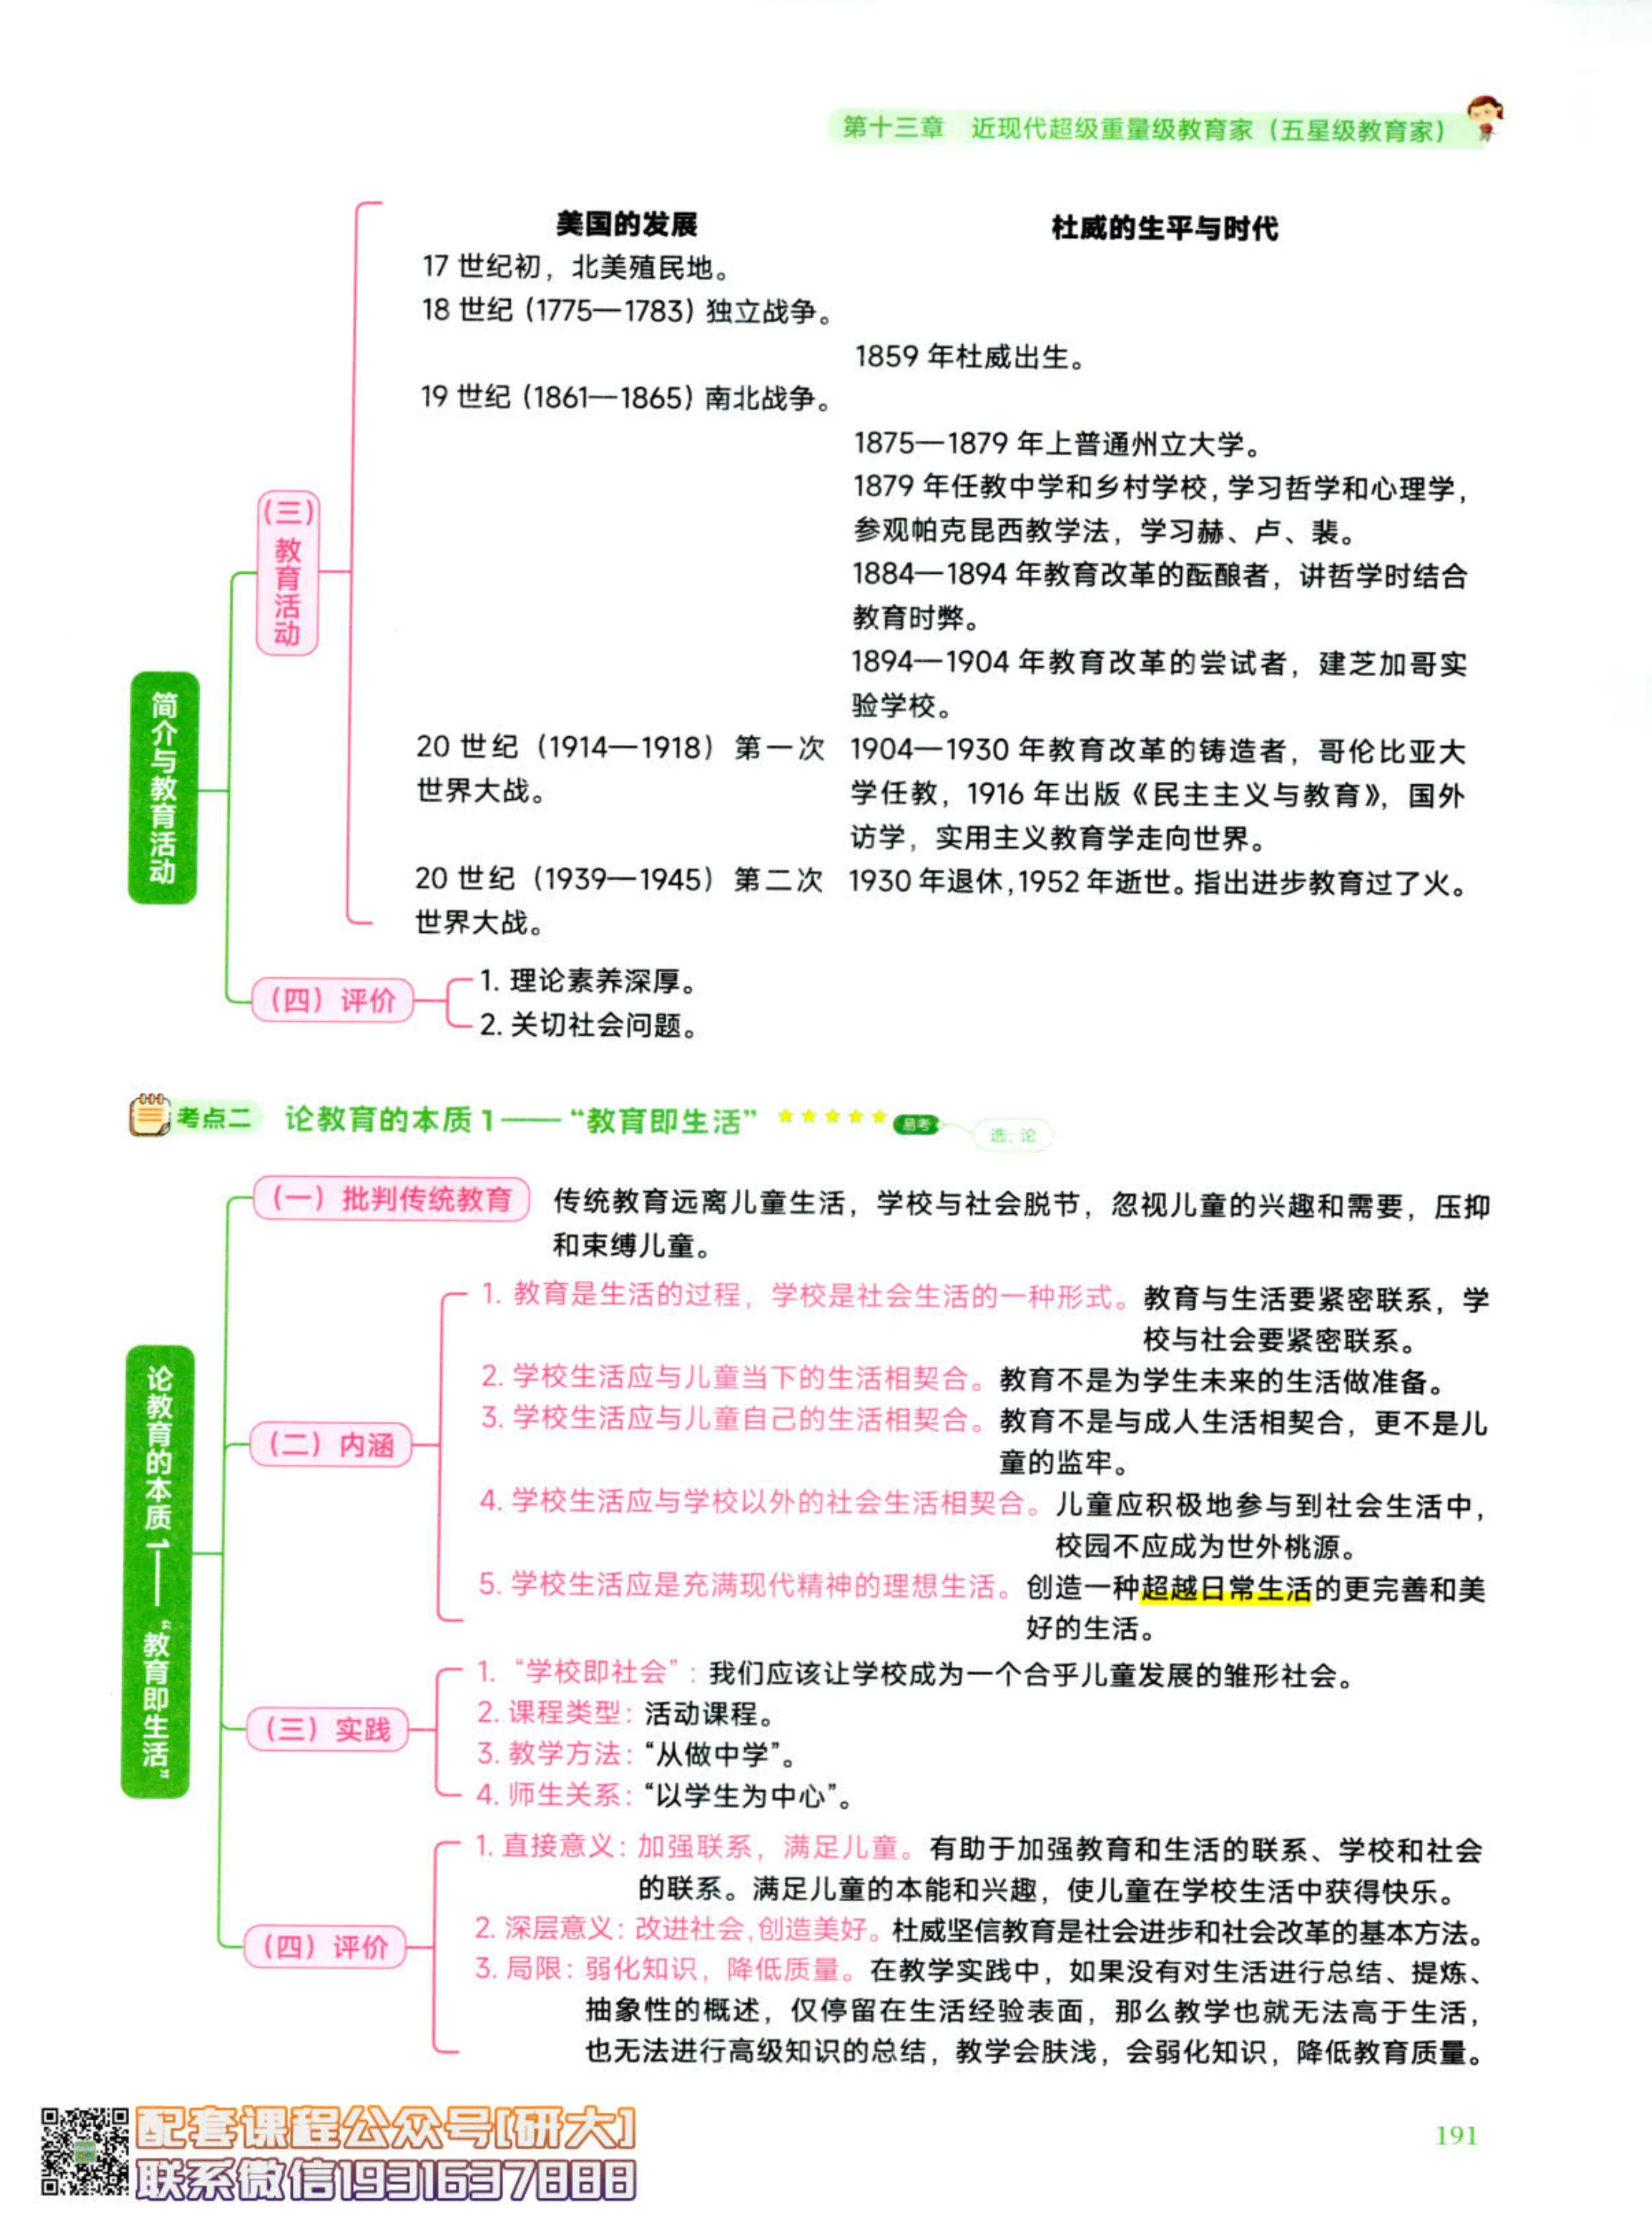 第十三章 近现代超级重量级教育家（五星级教育家）
简介与教育活动
（三）教育活动
美国的发展 杜威的生平与时代
17 世纪初，北美殖民地。
18 世纪（1775—1783）独立战争。
1859 年杜威出生。
19 世纪（1861—1865）南北战争。
1875—1879 年上普通州立大学。
1879 年任教中学和乡村学校，学习哲学和心理学，
参观帕克昆西教学法，学习赫、卢、裴。
1884—1894 年教育改革的酝酿者，讲哲学时结合
教育时弊。
1894—1904 年教育改革的尝试者，建芝加哥实
验学校。
20 世纪（1914—1918）第一次 1904—1930 年教育改革的铸造者，哥伦比亚大
世界大战。 学任教，1916 年出版《民主主义与教育》，国外
访学，实用主义教育学走向世界。
20 世纪（1939—1945）第二次 1930 年退休，1952 年逝世。指出进步教育过了火。
世界大战。
（四）评价
1. 理论素养深厚。
2. 关切社会问题。
考点二 论教育的本质 1——“教育即生活” ★★★★★ 易考 选；论
论教育的本质 1——“教育即生活”
（一）批判传统教育 传统教育远离儿童生活，学校与社会脱节，忽视儿童的兴趣和需要，压抑
和束缚儿童。
（二）内涵
1. 教育是生活的过程，学校是社会生活的一种形式。教育与生活要紧密联系，学
校与社会要紧密联系。
2. 学校生活应与儿童当下的生活相契合。教育不是为学生未来的生活做准备。
3. 学校生活应与儿童自己的生活相契合。教育不是与成人生活相契合，更不是儿
童的监牢。
4. 学校生活应与学校以外的社会生活相契合。儿童应积极地参与到社会生活中，
校园不应成为世外桃源。
5. 学校生活应是充满现代精神的理想生活。创造一种超越日常生活的更完善和美
好的生活。
（三）实践
1. “学校即社会”：我们应该让学校成为一个合乎儿童发展的雏形社会。
2. 课程类型：活动课程。
3. 教学方法：“从做中学”。
4. 师生关系：“以学生为中心”。
（四）评价
1. 直接意义：加强联系，满足儿童。有助于加强教育和生活的联系、学校和社会
的联系。满足儿童的本能和兴趣，使儿童在学校生活中获得快乐。
2. 深层意义：改进社会，创造美好。杜威坚信教育是社会进步和社会改革的基本方法。
3. 局限：弱化知识，降低质量。在教学实践中，如果没有对生活进行总结、提炼、
抽象性的概述，仅停留在生活经验表面，那么教学也就无法高于生活，
也无法进行高级知识的总结，教学会肤浅，会弱化知识，降低教育质量。
配套课程公众号[研大]
联系微信1931637888
191